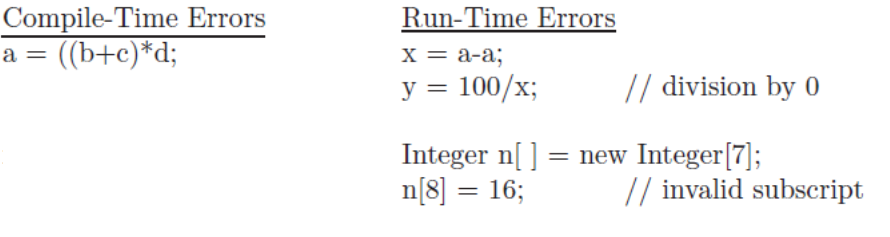 Compile-Time Errors
a = ((b+c)*d;
Run-Time Errors
x = a-a;
y = 100/x; // division by 0
Integer n[ ] = new Integer[7];
n[8] = 16; // invalid subscript